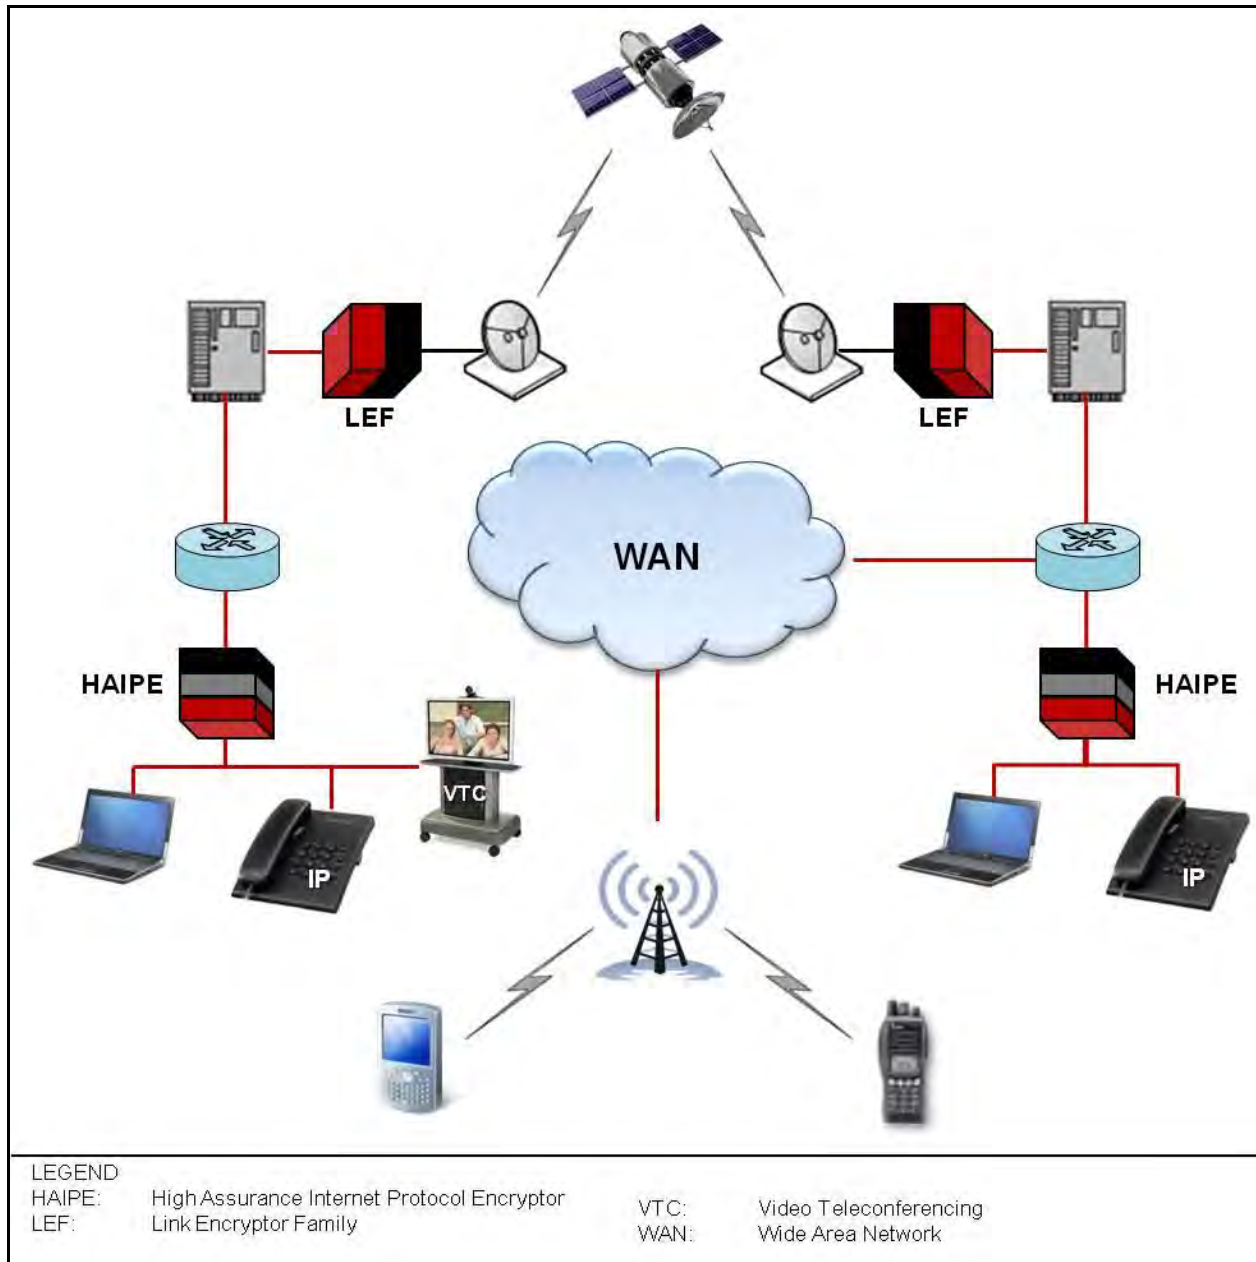 LEF
LEF
WAN
HAIPE
HAIPE
VTC
IP
IP
LEGEND
HAIPE: High Assurance Internet Protocol Encryptor
LEF: Link Encryptor Family
VTC: Video Teleconferencing
WAN: Wide Area Network